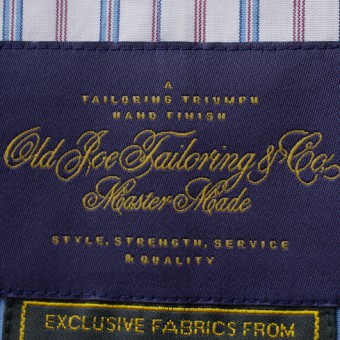 A
TAILORING TRIUMPH
HAND FINISH
Old Joe Tailoring & Co.
Master Made
STYLE, STRENGTH, SERVICE
& QUALITY
EXCLUSIVE FABRICS FROM